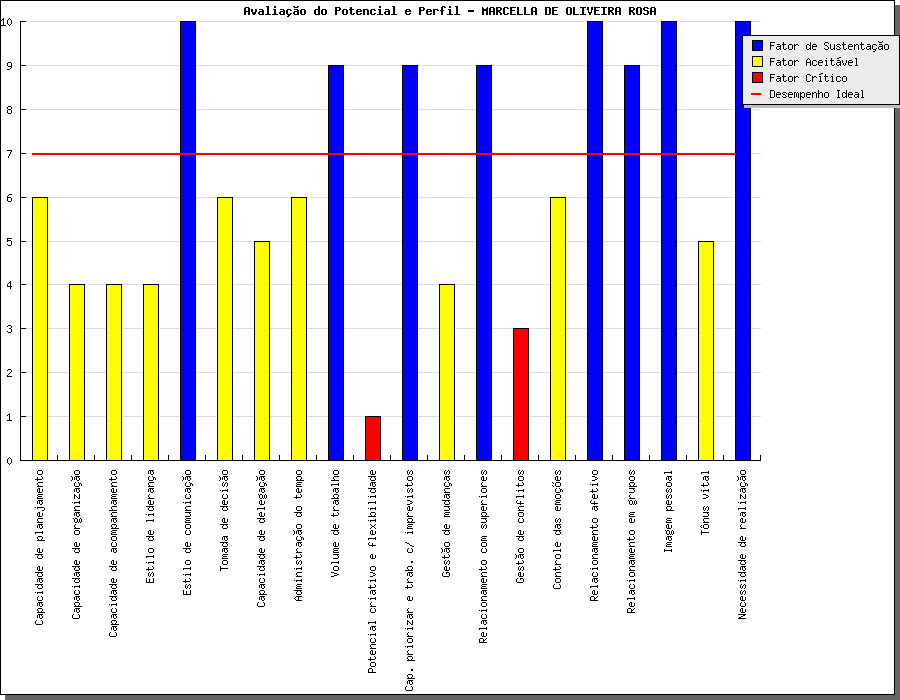 Avaliação do Potencial e Perfil - MARCELLA DE OLIVEIRA ROSA
Fator de Sustentação
Fator Aceitável
Fator Crítico
Desempenho Ideal
10
9
8
7
6
5
4
3
2
1
0
Capacidade de planejamento
Capacidade de organização
Capacidade de acompanhamento
Estilo de liderança
Estilo de comunicação
Tomada de decisão
Capacidade de delegação
Administração do tempo
Volume de trabalho
Potencial criativo e flexibilidade
Cap. priorizar e trab. c/ imprevistos
Gestão de mudanças
Relacionamento com superiores
Gestão de conflitos
Controle das emoções
Relacionamento afetivo
Relacionamento em grupos
Imagem pessoal
Tônus vital
Necessidade de realização